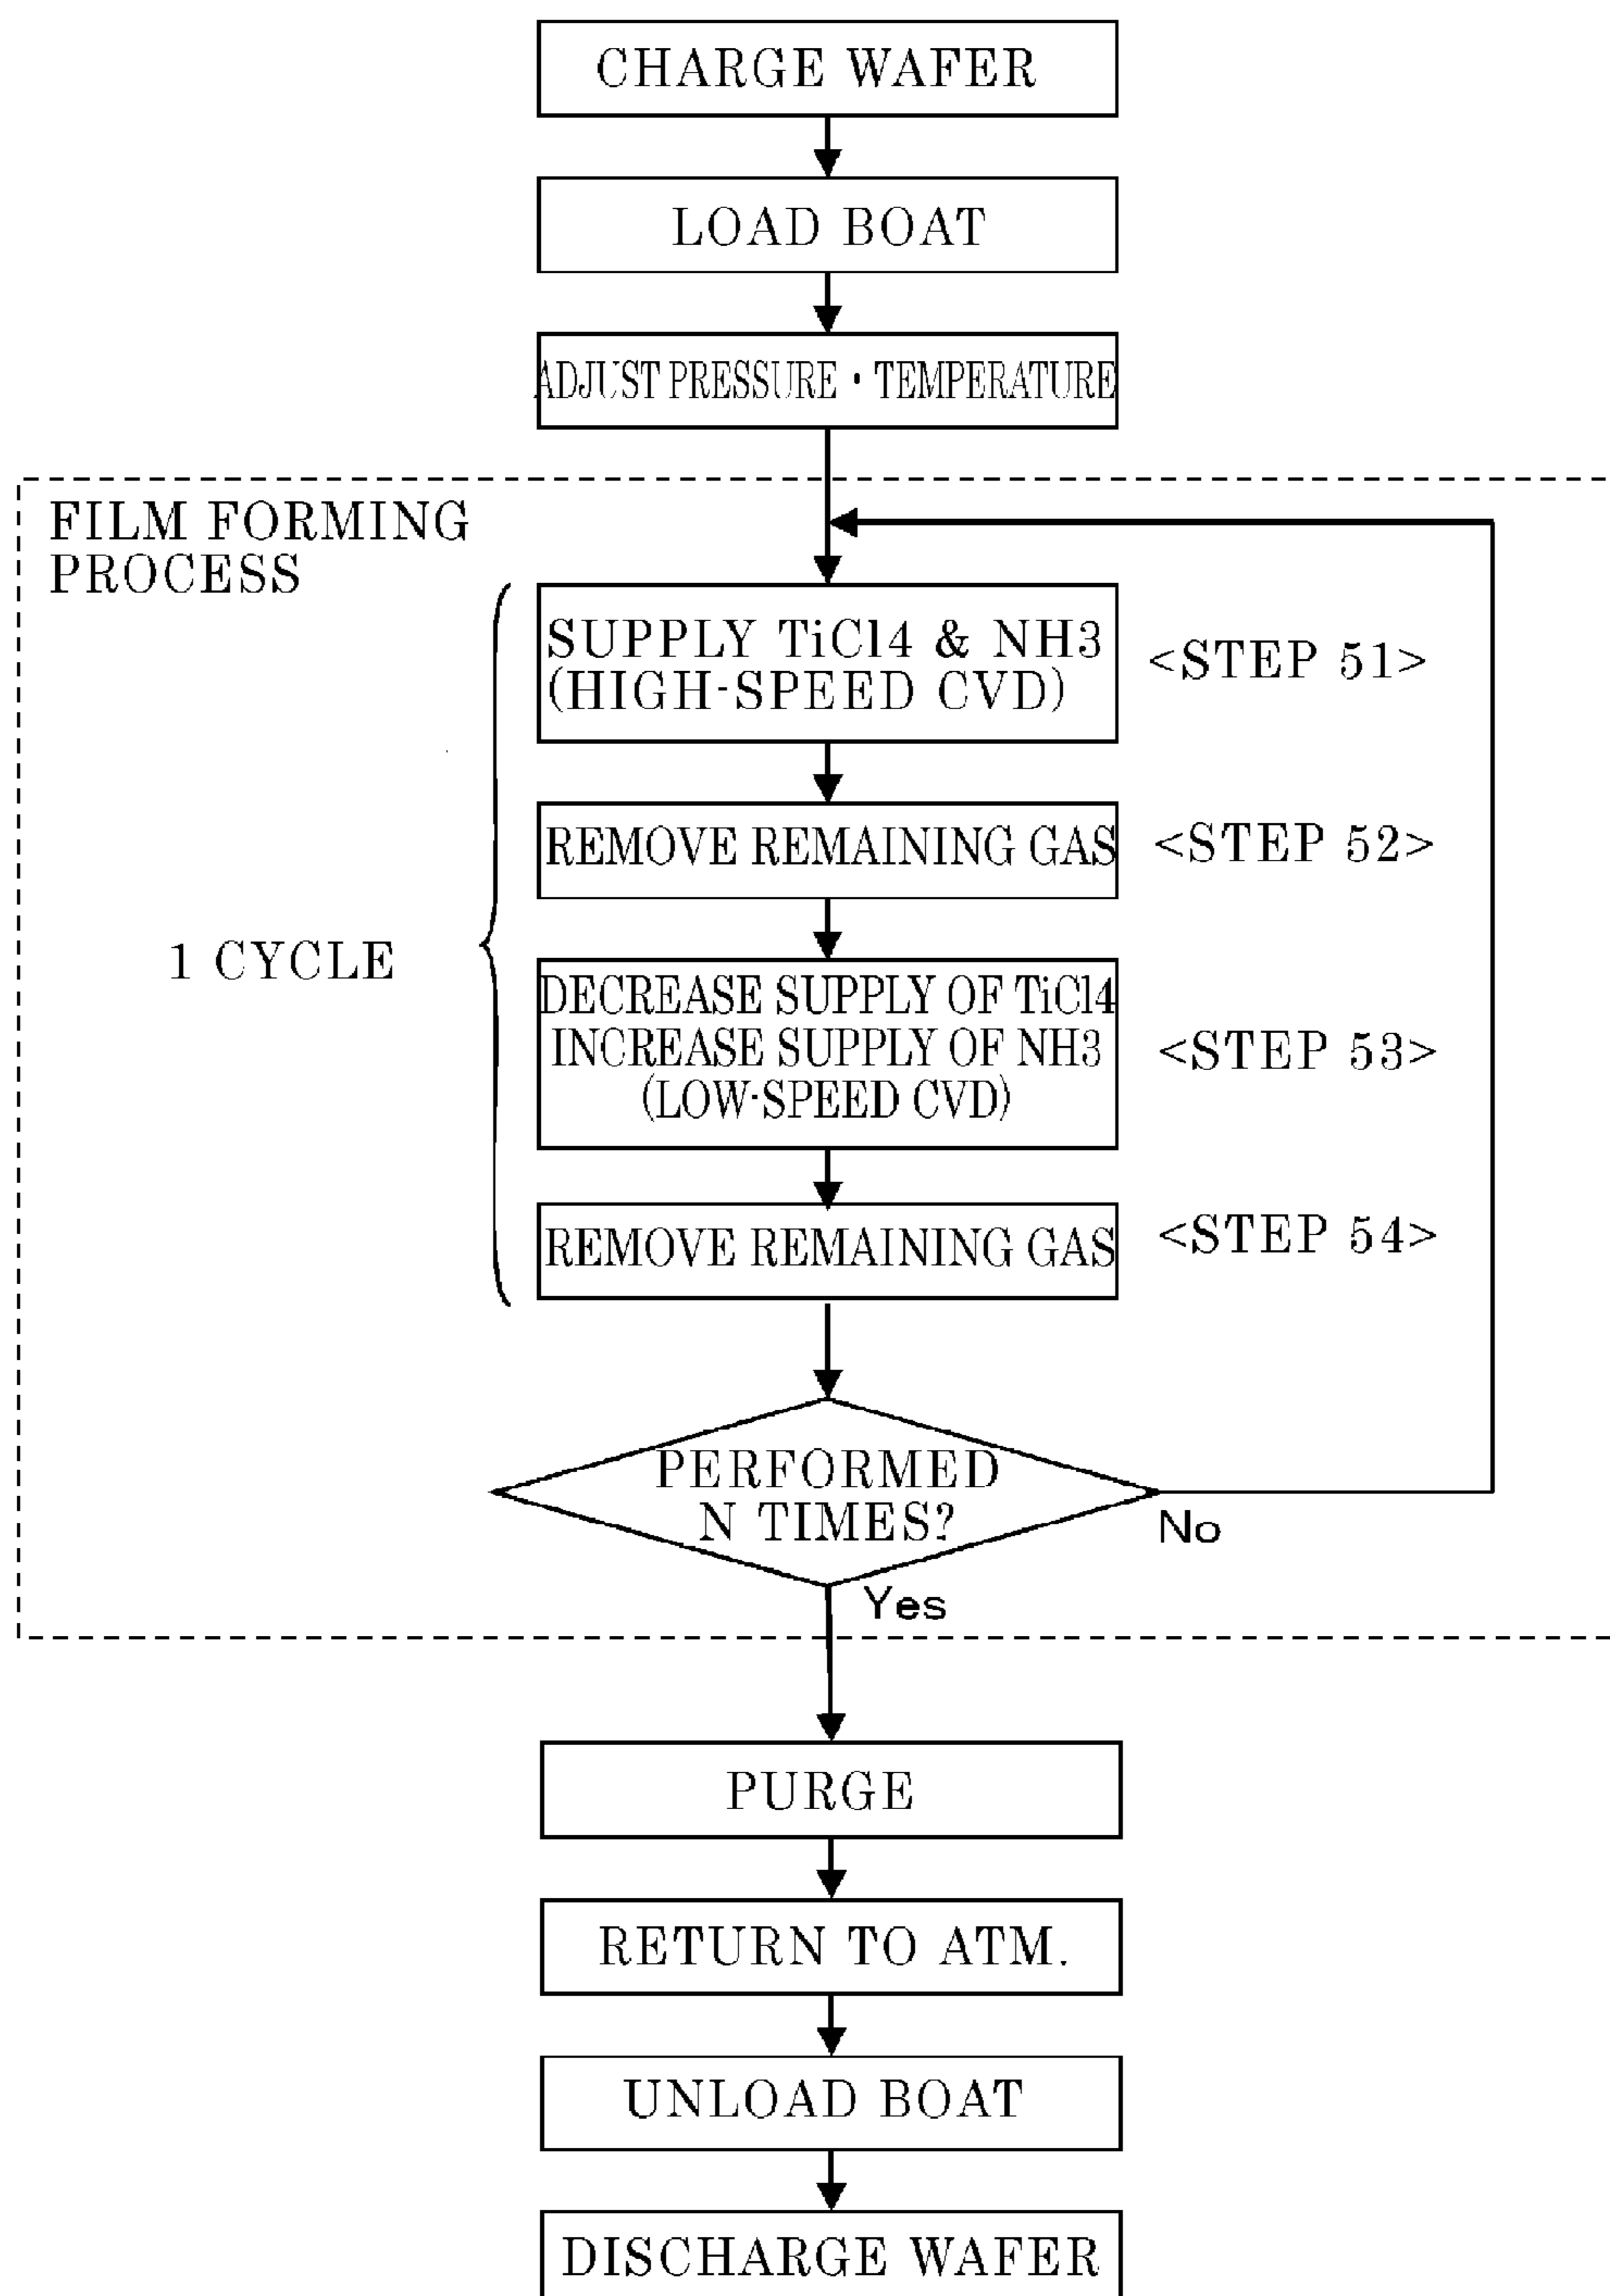 CHARGE WAFER
LOAD BOAT
ADJUST PRESSURE・TEMPERATURE
FILM FORMING
PROCESS
SUPPLY TiCl4 & NH3
(HIGH-SPEED CVD)
<STEP 51>
REMOVE REMAINING GAS
<STEP 52>
1 CYCLE
DECREASE SUPPLY OF TiCl4
INCREASE SUPPLY OF NH3
(LOW-SPEED CVD)
<STEP 53>
REMOVE REMAINING GAS
<STEP 54>
PERFORMED
N TIMES?
No
Yes
PURGE
RETURN TO ATM.
UNLOAD BOAT
DISCHARGE WAFER